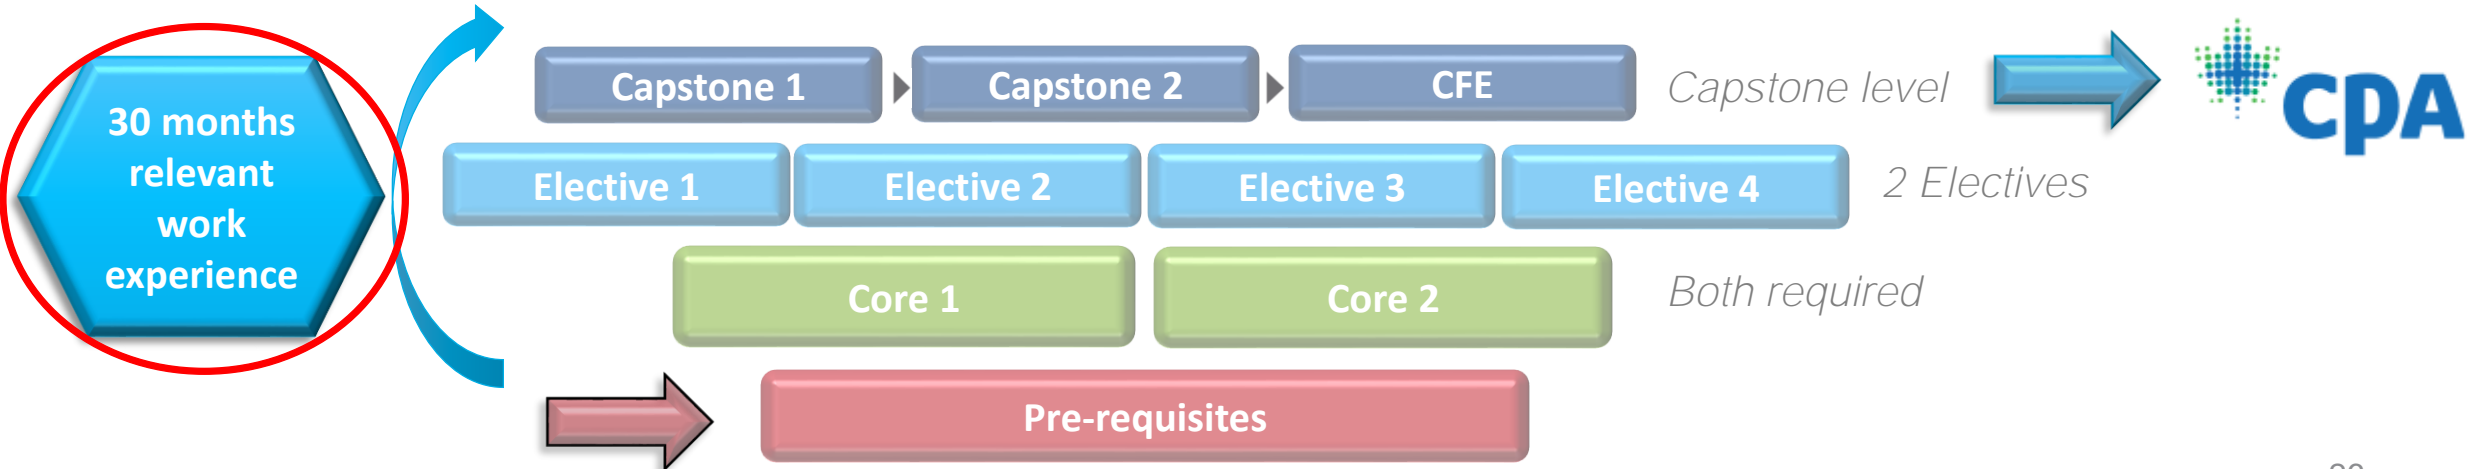 30 months
relevant
work
experience
Capstone 1
Capstone 2
CFE
Capstone level
CPA
Elective 1
Elective 2
Elective 3
Elective 4
2 Electives
Core 1
Core 2
Both required
Pre-requisites